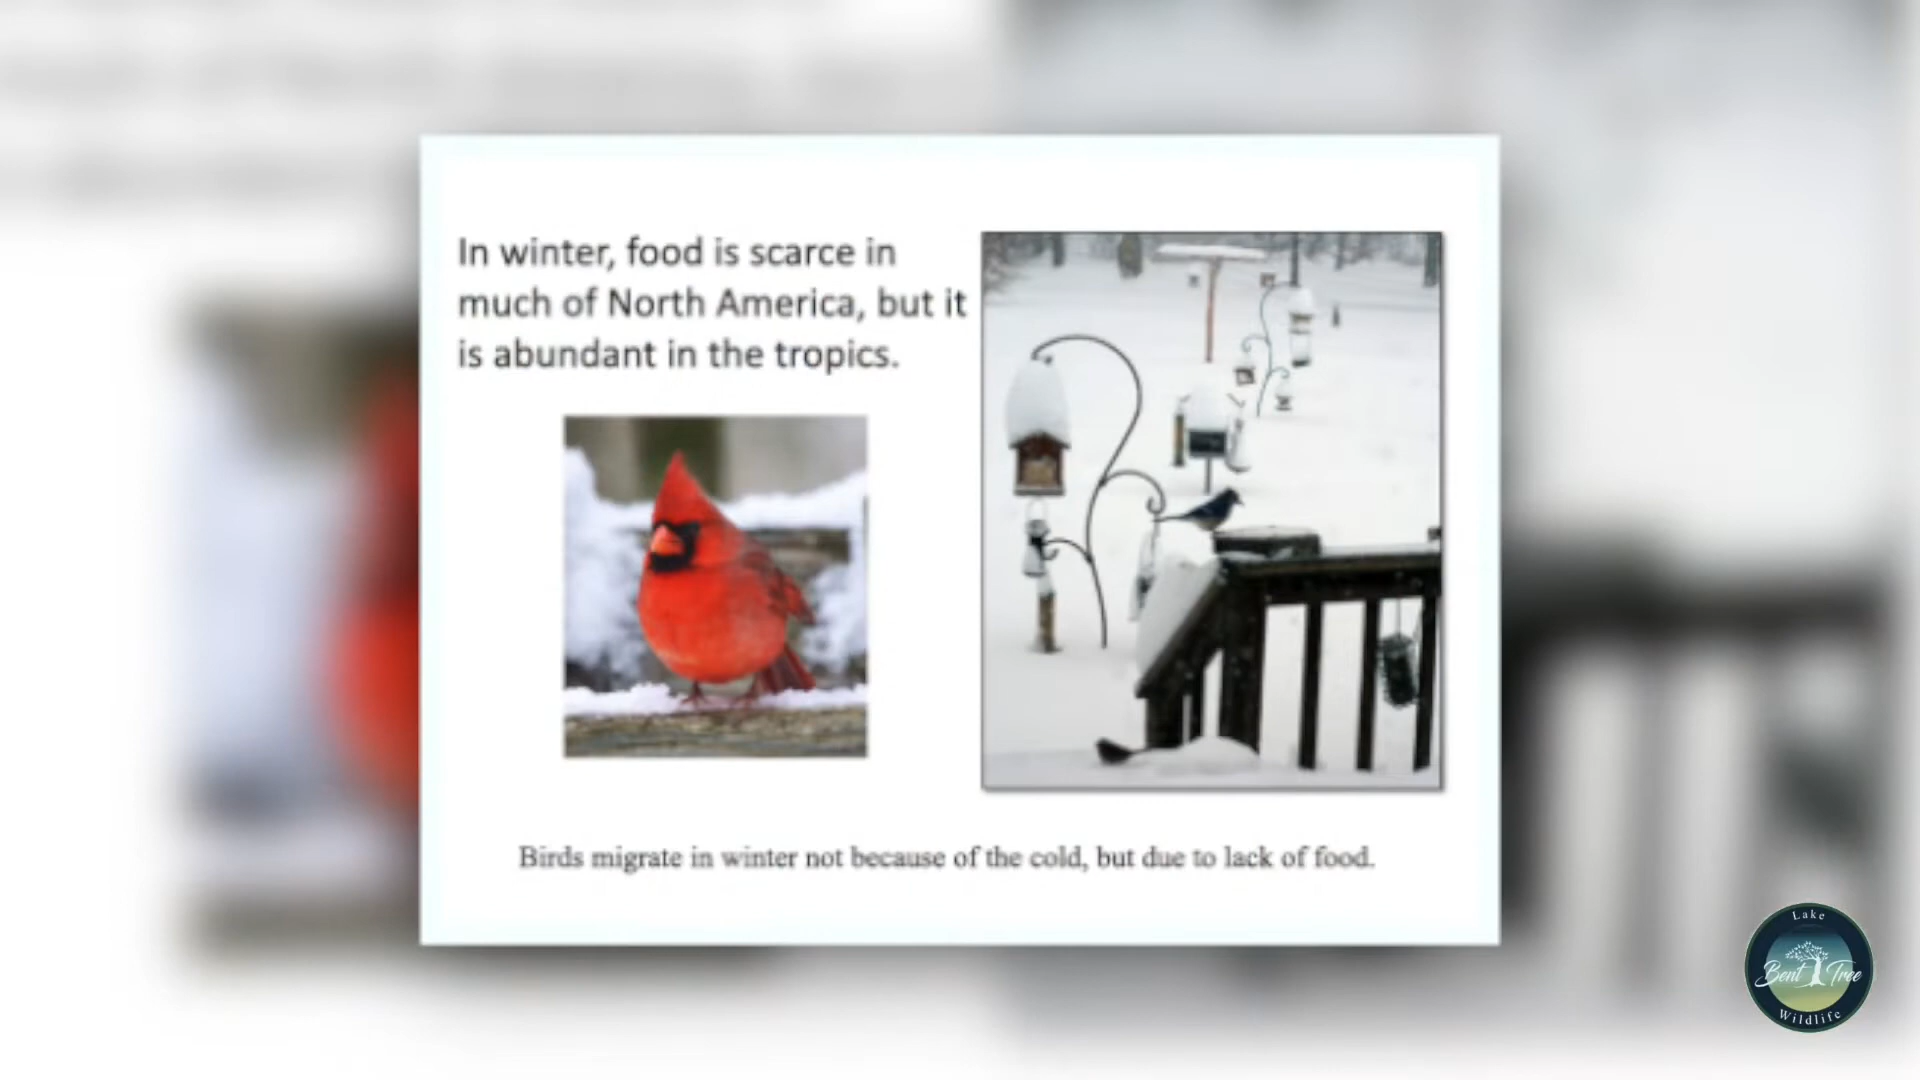 In winter, food is scarce in
much of North America, but it
is abundant in the tropics.
Birds migrate in winter not because of the cold, but due to lack of food.
Lake
Bent Tree
Wildlife